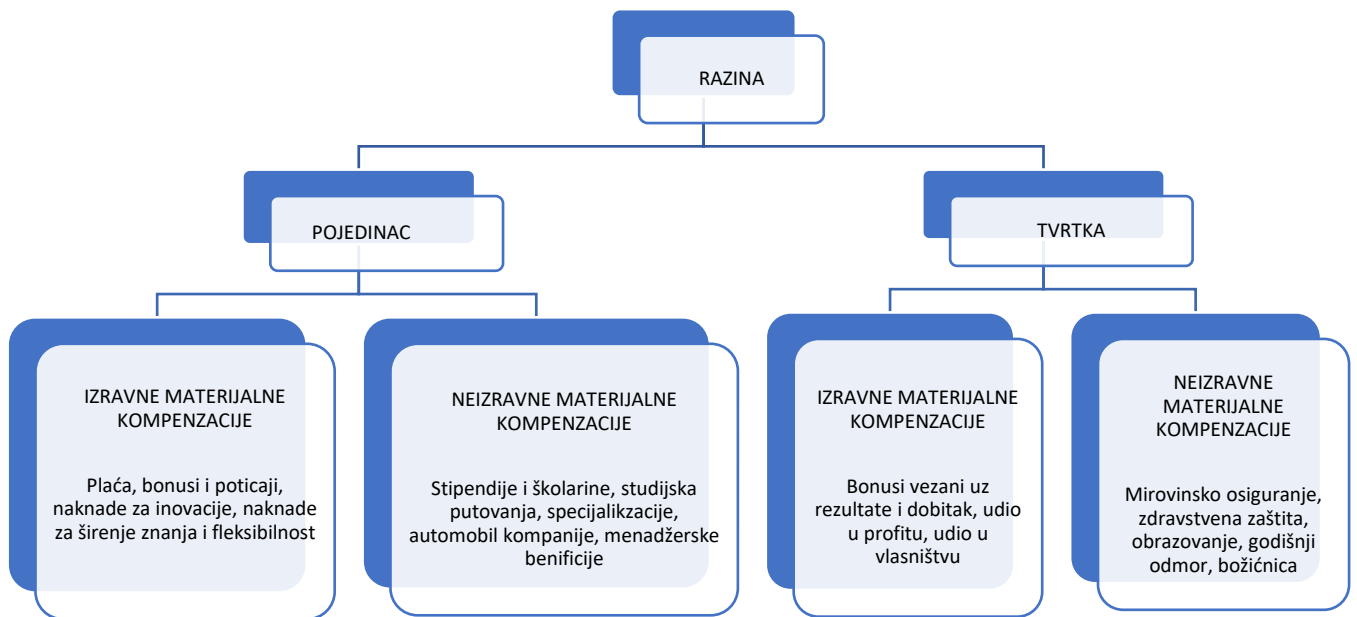 RAZINA
POJEDINAC
TVRTKA
IZRAVNE MATERIJALNE
KOMPENZACIJE
Plaća, bonusi i poticaji,
naknade za inovacije, naknade
za širenje znanja i fleksibilnost
NEIZRAVNE MATERIJALNE
KOMPENZACIJE
Stipendije i školarine, studijska
putovanja, specijalikzacije,
automobil kompanije, menadžerske
benificije
IZRAVNE MATERIJALNE
KOMPENZACIJE
Bonusi vezani uz
rezultate i dobitak, udio
u profitu, udio u
vlasništvu
NEIZRAVNE
MATERIJALNE
KOMPENZACIJE
Mirovinsko osiguranje,
zdravstvena zaštita,
obrazovanje, godišnji
odmor, božićnica